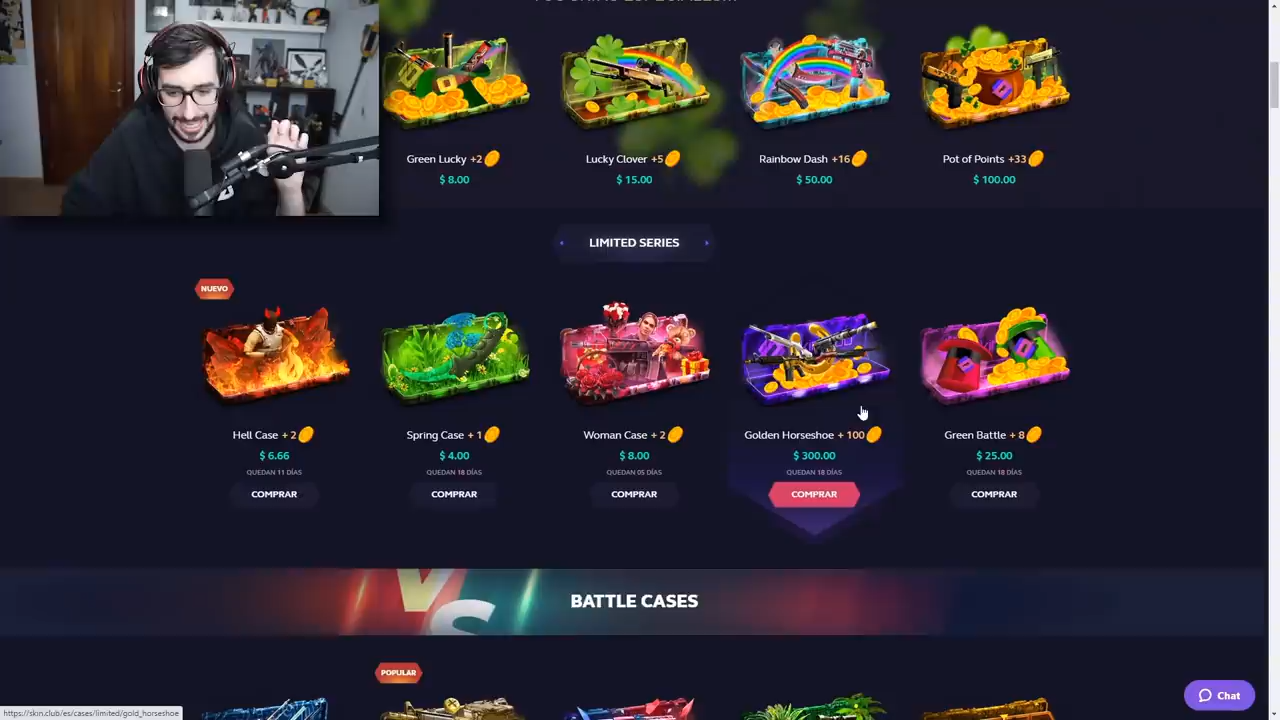 Green Lucky +2
Lucky Clover +5
Rainbow Dash +16
Pot of Points +33
$ 8.00
$ 15.00
$ 50.00
$ 100.00
LIMITED SERIES
NUEVO
Hell Case + 2
Spring Case + 1
Woman Case + 2
Golden Horseshoe + 100
Green Battle + 8
$ 6.66
$ 4.00
$ 8.00
$ 300.00
$ 25.00
QUEDAN 11 DÍAS
QUEDAN 18 DÍAS
QUEDAN 05 DÍAS
QUEDAN 18 DÍAS
QUEDAN 18 DÍAS
COMPRAR
COMPRAR
COMPRAR
COMPRAR
COMPRAR
VS
BATTLE CASES
POPULAR
Chat
https://skin.club/es/cases/limited/gold_horseshoe